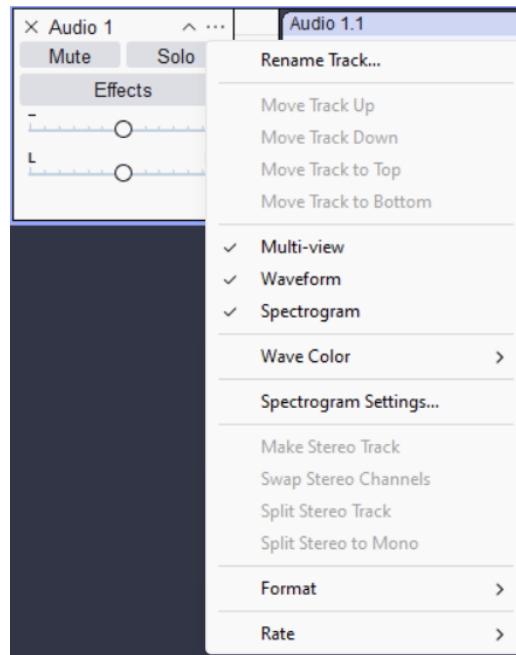 Audio 1
Audio 1.1
Mute Solo
Effects
L
Rename Track...
Move Track Up
Move Track Down
Move Track to Top
Move Track to Bottom
Multi-view
Waveform
Spectrogram
Wave Color
Spectrogram Settings...
Make Stereo Track
Swap Stereo Channels
Split Stereo Track
Split Stereo to Mono
Format
Rate